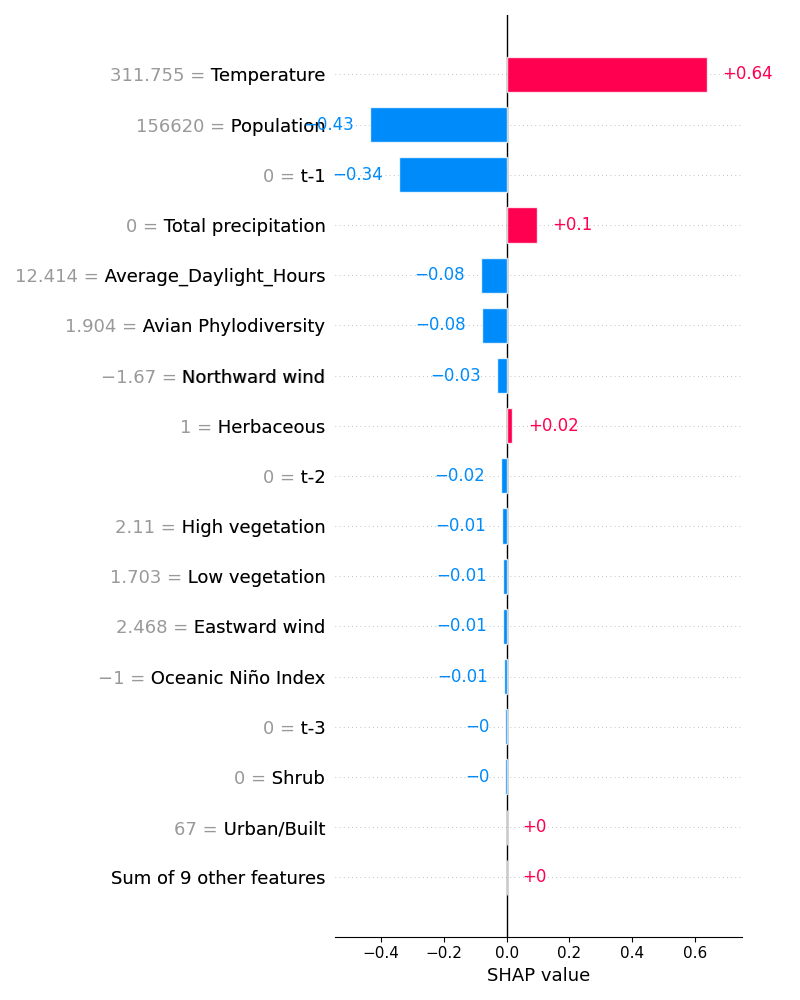 311.755 = Temperature +0.64
156620 = Population −0.43
0 = t-1 −0.34
0 = Total precipitation +0.1
12.414 = Average_Daylight_Hours −0.08
1.904 = Avian Phylodiversity −0.08
−1.67 = Northward wind −0.03
1 = Herbaceous +0.02
0 = t-2 −0.02
2.11 = High vegetation −0.01
1.703 = Low vegetation −0.01
2.468 = Eastward wind −0.01
−1 = Oceanic Niño Index −0.01
0 = t-3 −0
0 = Shrub −0
67 = Urban/Built +0
Sum of 9 other features +0
−0.4 −0.2 0.0 0.2 0.4 0.6
SHAP value